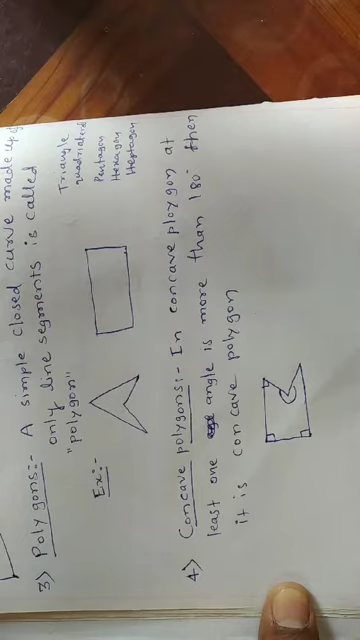 3) Polygons:- A simple closed curve made up of
only line segments is called
"polygon"
Ex:-
Triangle
quadrilateral
Pentagon
Hexagon
Heptagon
4) Concave polygons:- In concave ploygon at
least one angle is more than 180° then
it is concave polygon